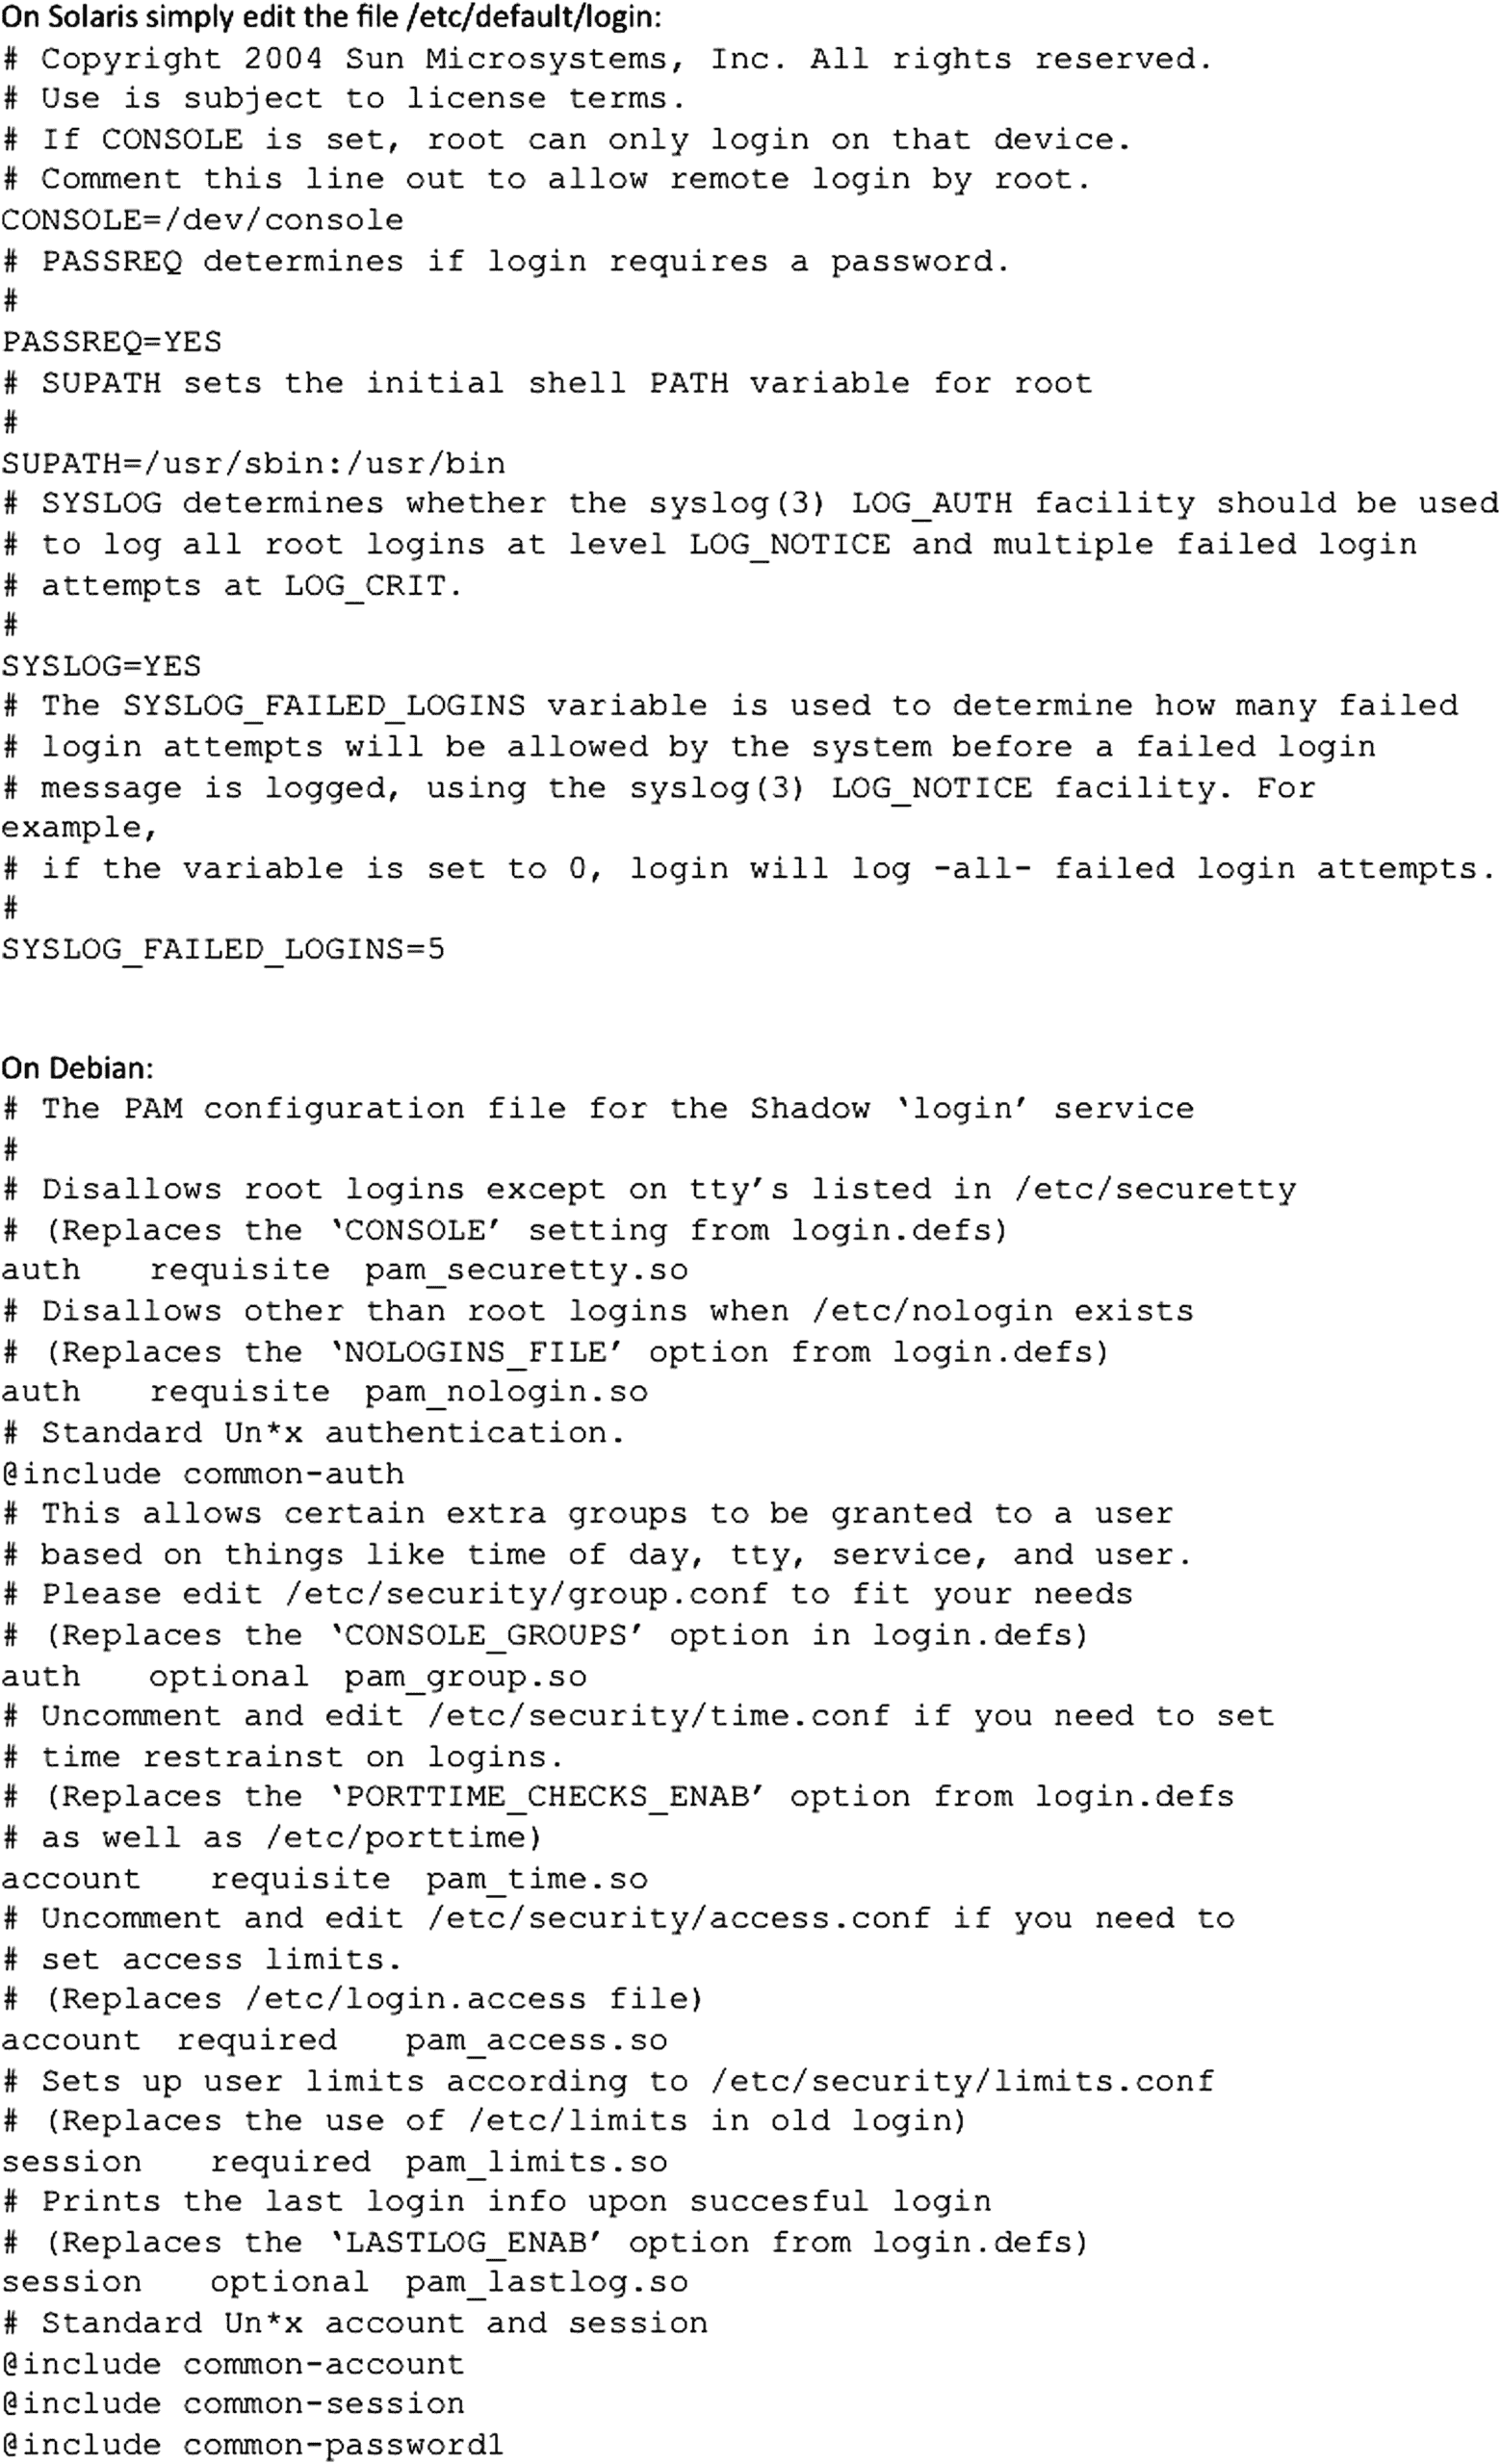 On Solaris simply edit the file /etc/default/login:
# Copyright 2004 Sun Microsystems, Inc. All rights reserved.
# Use is subject to license terms.
# If CONSOLE is set, root can only login on that device.
# Comment this line out to allow remote login by root.
CONSOLE=/dev/console
# PASSREQ determines if login requires a password.
#
PASSREQ=YES
# SUPATH sets the initial shell PATH variable for root
#
SUPATH=/usr/sbin:/usr/bin
# SYSLOG determines whether the syslog(3) LOG_AUTH facility should be used
# to log all root logins at level LOG_NOTICE and multiple failed login
# attempts at LOG_CRIT.
#
SYSLOG=YES
# The SYSLOG_FAILED_LOGINS variable is used to determine how many failed
# login attempts will be allowed by the system before a failed login
# message is logged, using the syslog(3) LOG_NOTICE facility. For
example,
# if the variable is set to 0, login will log -all- failed login attempts.
#
SYSLOG_FAILED_LOGINS=5
On Debian:
# The PAM configuration file for the Shadow ‘login’ service
#
# Disallows root logins except on tty’s listed in /etc/securetty
# (Replaces the ‘CONSOLE’ setting from login.defs)
auth requisite pam_securetty.so
# Disallows other than root logins when /etc/nologin exists
# (Replaces the ‘NOLOGINS_FILE’ option from login.defs)
auth requisite pam_nologin.so
# Standard Un*x authentication.
@include common-auth
# This allows certain extra groups to be granted to a user
# based on things like time of day, tty, service, and user.
# Please edit /etc/security/group.conf to fit your needs
# (Replaces the ‘CONSOLE_GROUPS’ option in login.defs)
auth optional pam_group.so
# Uncomment and edit /etc/security/time.conf if you need to set
# time restrainst on logins.
# (Replaces the ‘PORTTIME_CHECKS_ENAB’ option from login.defs
# as well as /etc/porttime)
account requisite pam_time.so
# Uncomment and edit /etc/security/access.conf if you need to
# set access limits.
# (Replaces /etc/login.access file)
account required pam_access.so
# Sets up user limits according to /etc/security/limits.conf
# (Replaces the use of /etc/limits in old login)
session required pam_limits.so
# Prints the last login info upon succesful login
# (Replaces the ‘LASTLOG_ENAB’ option from login.defs)
session optional pam_lastlog.so
# Standard Un*x account and session
@include common-account
@include common-session
@include common-password1